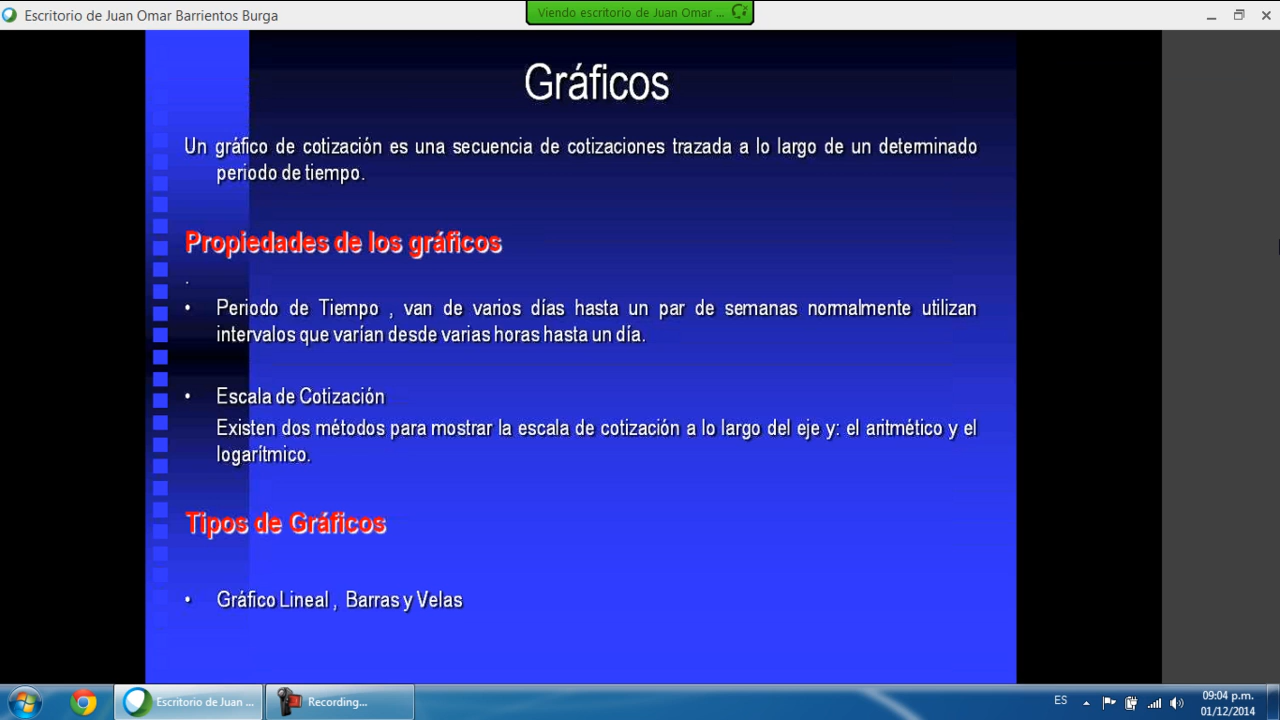 Escritorio de Juan Omar Barrientos Burga
Viendo escritorio de Juan Omar ...
Gráficos
Un gráfico de cotización es una secuencia de cotizaciones trazada a lo largo de un determinado
periodo de tiempo.
Propiedades de los gráficos
.
• Periodo de Tiempo , van de varios días hasta un par de semanas normalmente utilizan
intervalos que varían desde varias horas hasta un día.
• Escala de Cotización
Existen dos métodos para mostrar la escala de cotización a lo largo del eje y: el aritmético y el
logarítmico.
Tipos de Gráficos
• Gráfico Lineal , Barras y Velas
Escritorio de Juan ...
Recording...
ES
09:04 p.m.
01/12/2014